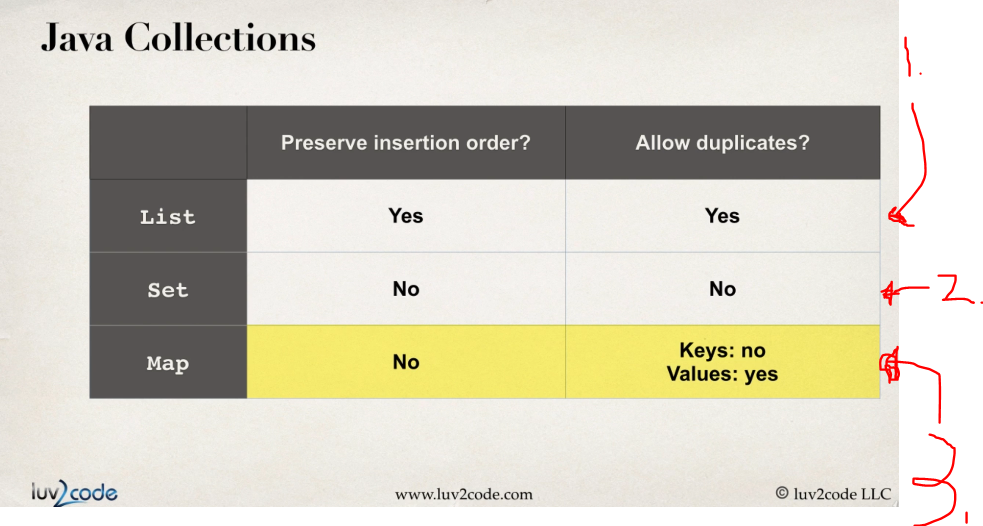 Java Collections
1.
Preserve insertion order? Allow duplicates?
List Yes Yes
Set No No
2.
Map No Keys: no
Values: yes
3.
luv2code www.luv2code.com © luv2code LLC